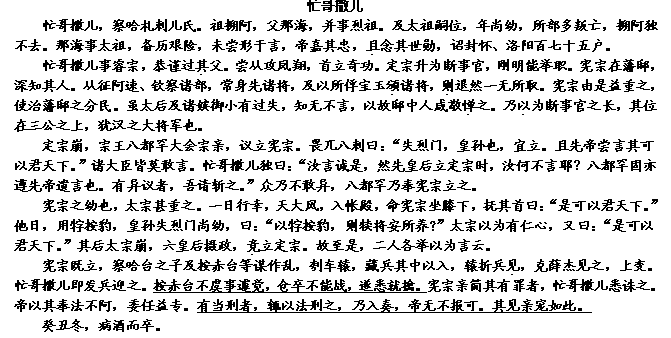 忙哥撒儿
忙哥撒儿，察哈札剌儿氏。祖搠阿，父那海，并事烈祖。及太祖嗣位，年尚幼，所部多叛亡，搠阿独
不去。那海事太祖，备历艰险，未尝形于言，帝嘉其忠，且念其世勋，诏封怀、洛阳百七十五户。
忙哥撒儿事睿宗，恭谨过其父。尝从攻凤翔，首立奇功。定宗升为断事官，刚明能举职。宪宗在藩邸，
深知其人。从征斡逻、钦察诸部，常身先诸将，及以所俘宝玉颁诸将，则退然一无所取。宪宗由是益重之，
使治藩邸之分民。虽太后及诸嫔御小有过失，知无不言，以故邸中人咸敬惮之。乃以为断事官之长，其位
在三公之上，犹汉之大将军也。
定宗崩，宗王八都罕大会宗亲，议立宪宗。畏兀八剌曰：“失烈门，皇孙也，宜立。且先帝尝言其可
以君天下。”诸大臣皆莫敢言。忙哥撒儿独曰：“汝言诚是，然先皇后立定宗时，汝何不言耶？八都罕固亦
遵先帝遗言也。有异议者，吾请斩之。”众乃不敢异，八都罕乃奉宪宗立之。
宪宗之幼也，太宗甚重之。一日行幸，天大风，入帐殿，命宪宗坐膝下，抚其首曰：“是可以君天下。”
他日，用牸按豹，皇孙失烈门尚幼，曰：“以牸按豹，则犊将安所养？”太宗以为有仁心，又曰：“是可以
君天下。”其后太宗崩，六皇后摄政，竟立定宗。故至是，二人各举以为言云。
宪宗既立，察哈台之子及按赤台等谋作乱，刳车辕，藏兵其中以入，辕折兵见，克薛杰见之，上变。
忙哥撒儿即发兵迎之。按赤台不虞事遽觉，仓卒不能战，遂悉就擒。宪宗亲简其有罪者，忙哥撒儿悉诛之。
帝以其奉法不阿，委任益专。有当刑者，辄以法刑之，乃入奏，帝无不报可。其见亲宠如此。
癸丑冬，病酒而卒。